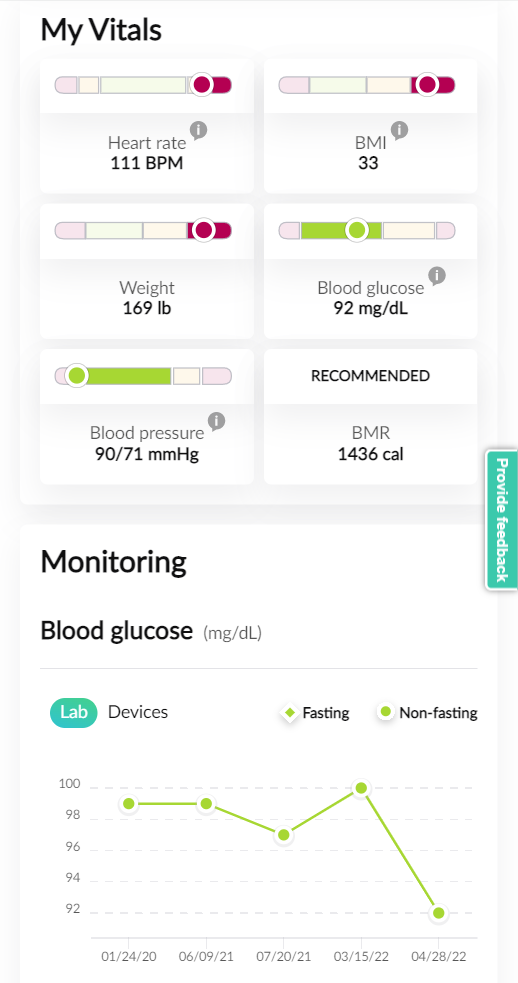 My Vitals
Heart rate
111 BPM
BMI
33
Weight
169 lb
Blood glucose
92 mg/dL
Blood pressure
90/71 mmHg
RECOMMENDED
BMR
1436 cal
Provide feedback
Monitoring
Blood glucose (mg/dL)
Lab Devices Fasting Non-fasting
100
98
96
94
92
01/24/20 06/09/21 07/20/21 03/15/22 04/28/22